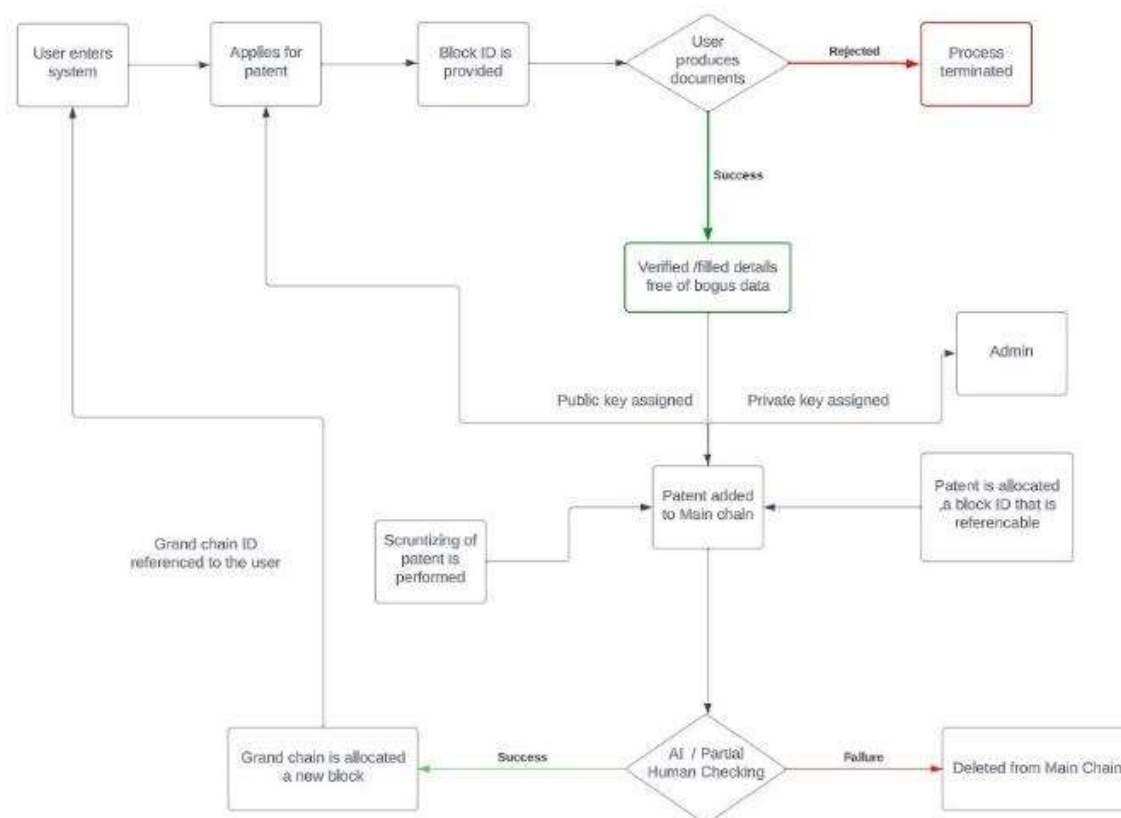 User enters
system
Applies for
patent
Block ID is
provided
User
produces
documents
Rejected
Process
terminated
Success
Verified /filled details
free of bogus data
Admin
Public key assigned
Private key assigned
Patent added
to Main chain
Patent is allocated
,a block ID that is
referencable
Scruntizing of
patent is
performed
Grand chain ID
referenced to the user
Grand chain is allocated
a new block
Success
AI / Partial
Human Checking
Failure
Deleted from Main Chain